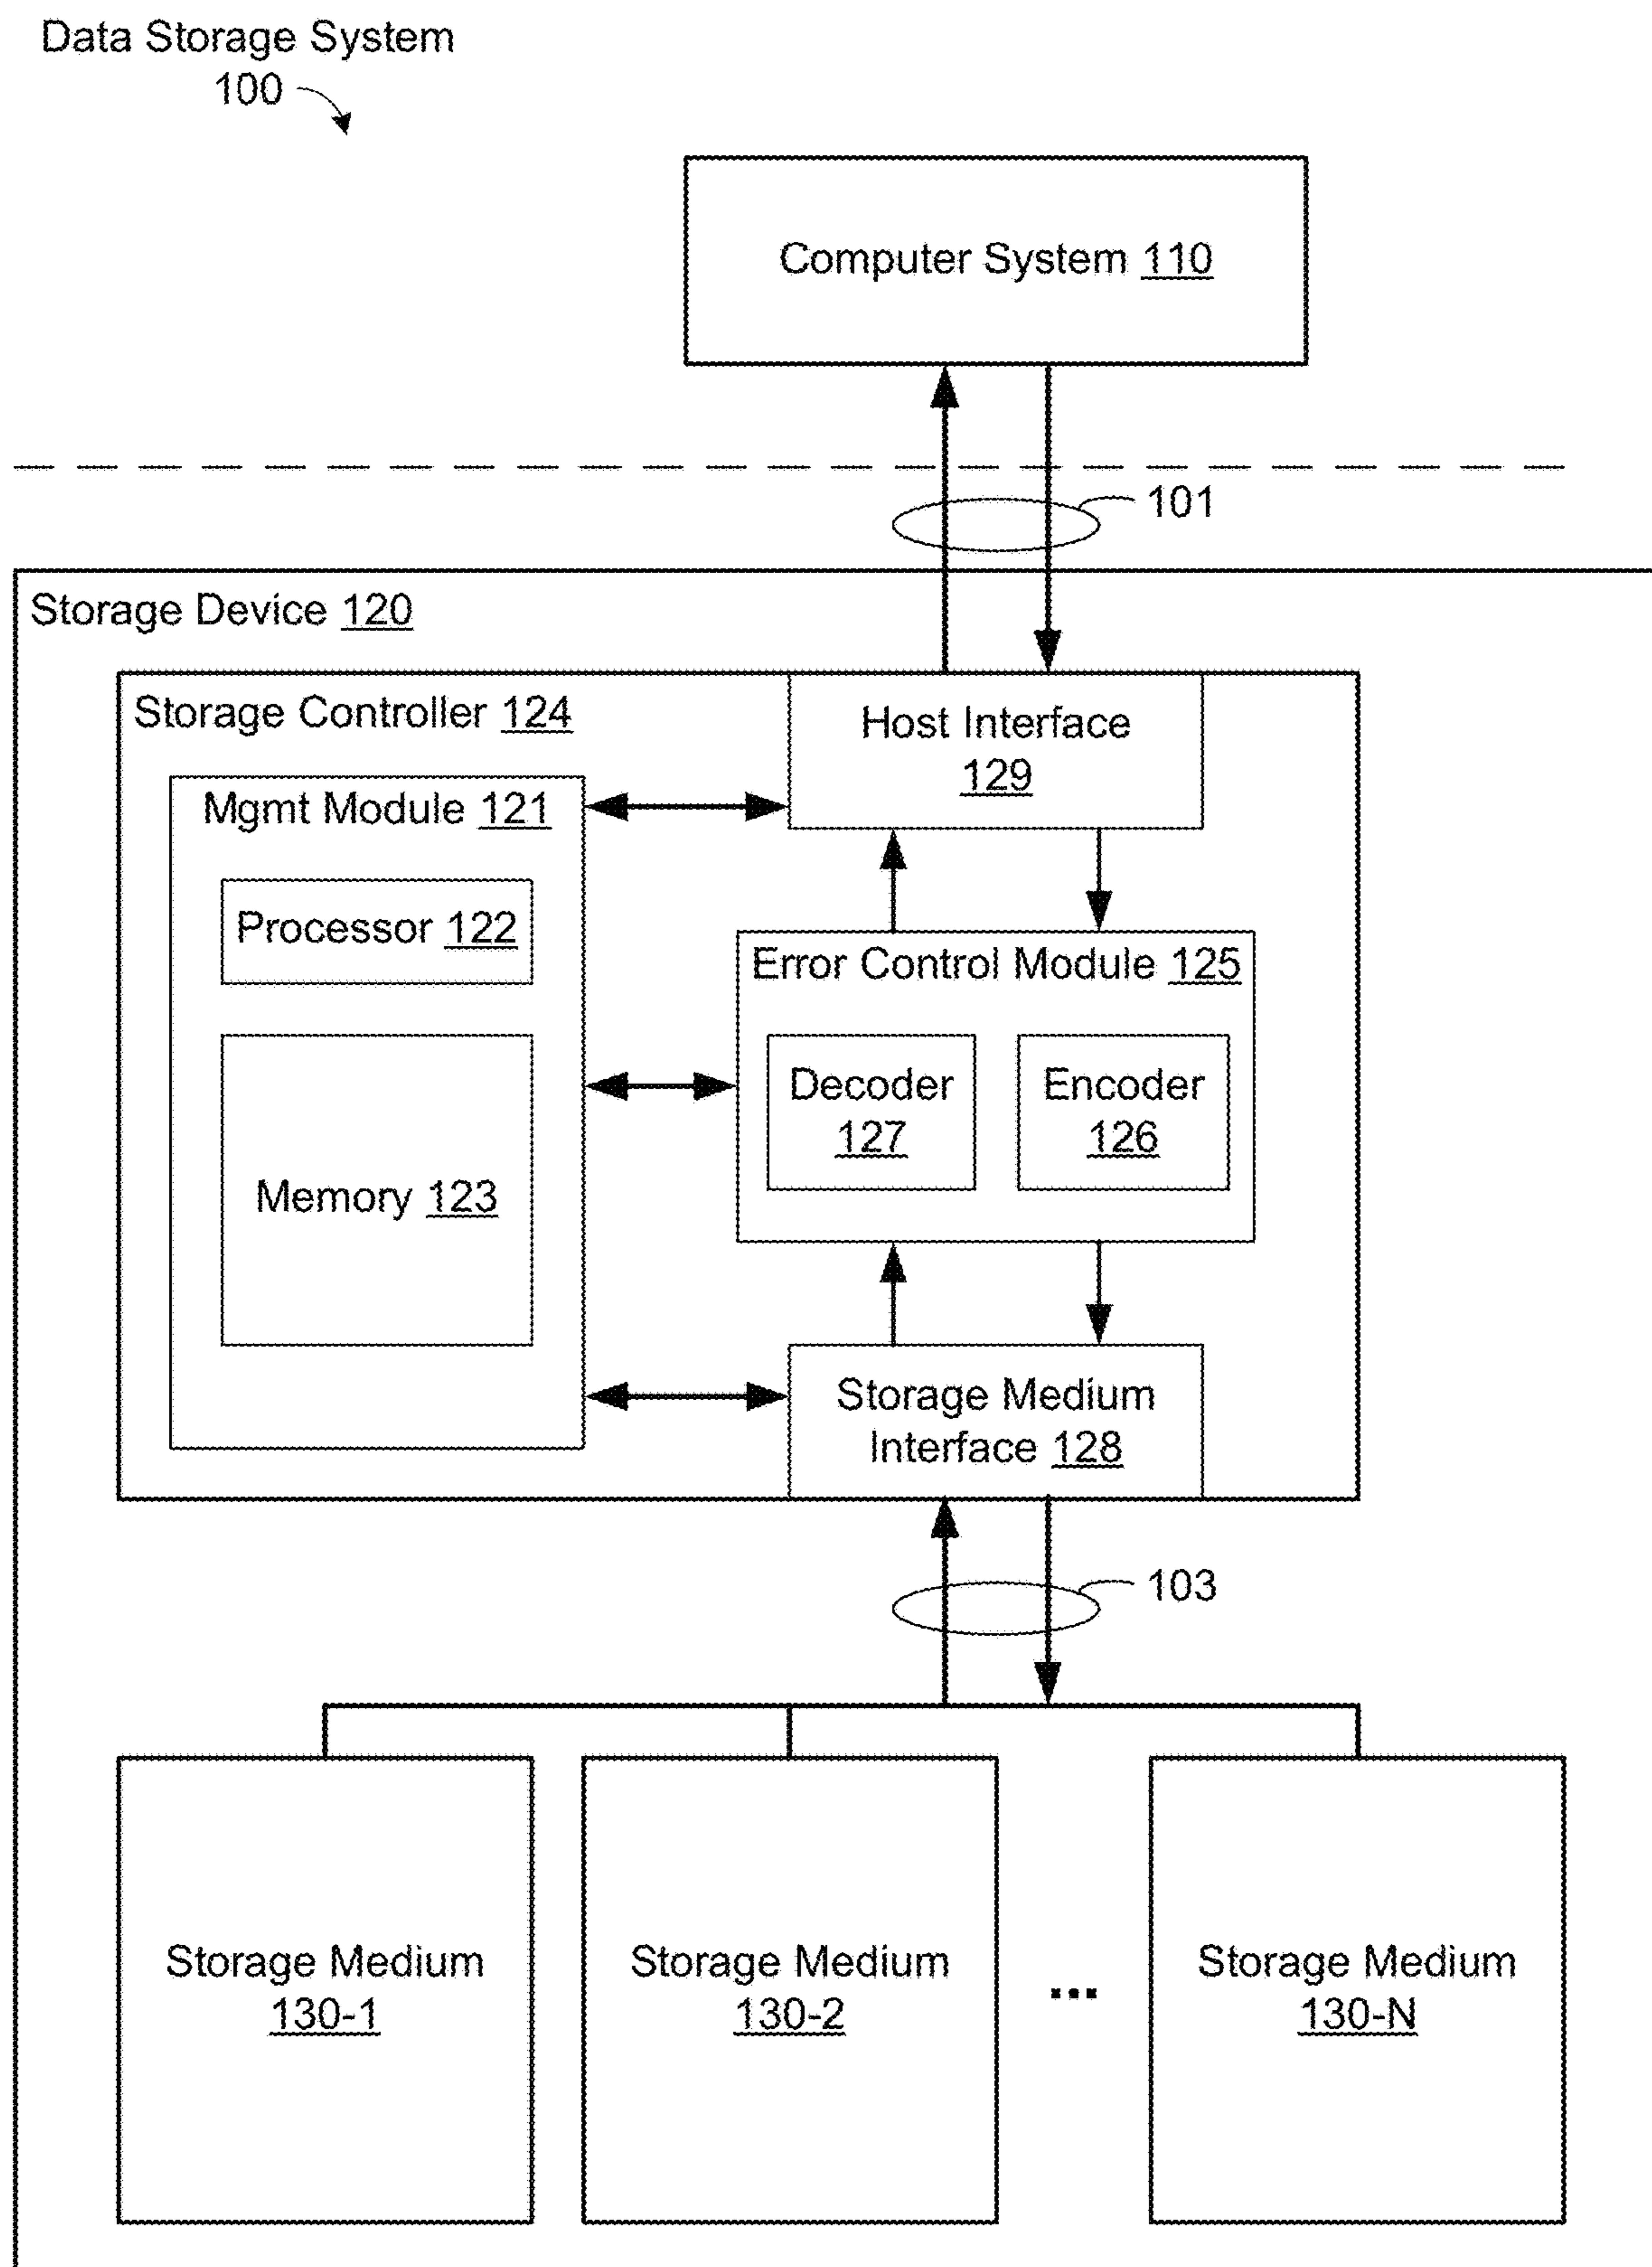 Data Storage System
100
Computer System 110
101
Storage Device 120
Storage Controller 124
Host Interface
129
Mgmt Module 121
Processor 122
Error Control Module 125
Decoder
127
Encoder
126
Memory 123
Storage Medium
Interface 128
103
Storage Medium
130-1
Storage Medium
130-2
...
Storage Medium
130-N